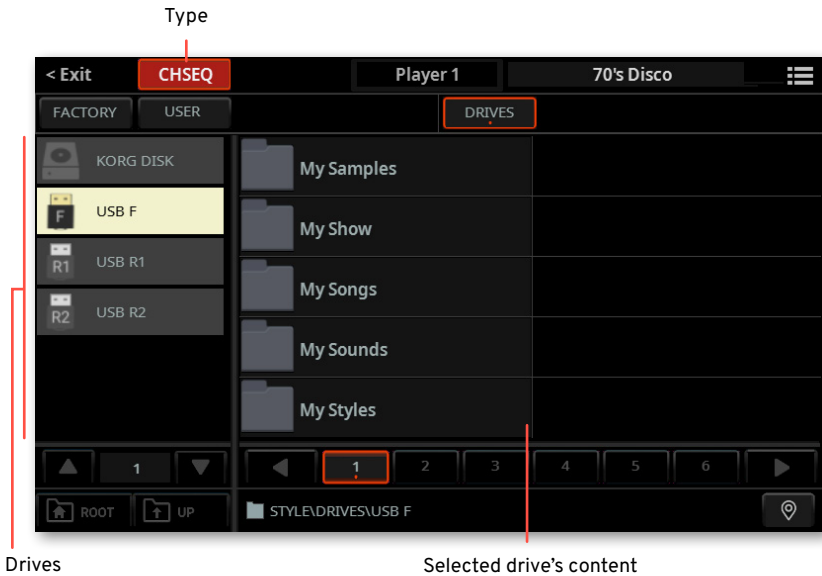 Type
< Exit CHSEQ Player 1 70's Disco
FACTORY USER DRIVES
KORG DISK
F USB F
R1 USB R1
R2 USB R2
My Samples
My Show
My Songs
My Sounds
My Styles
1 1 2 3 4 5 6
ROOT UP STYLE\DRIVES\USB F
Drives Selected drive's content